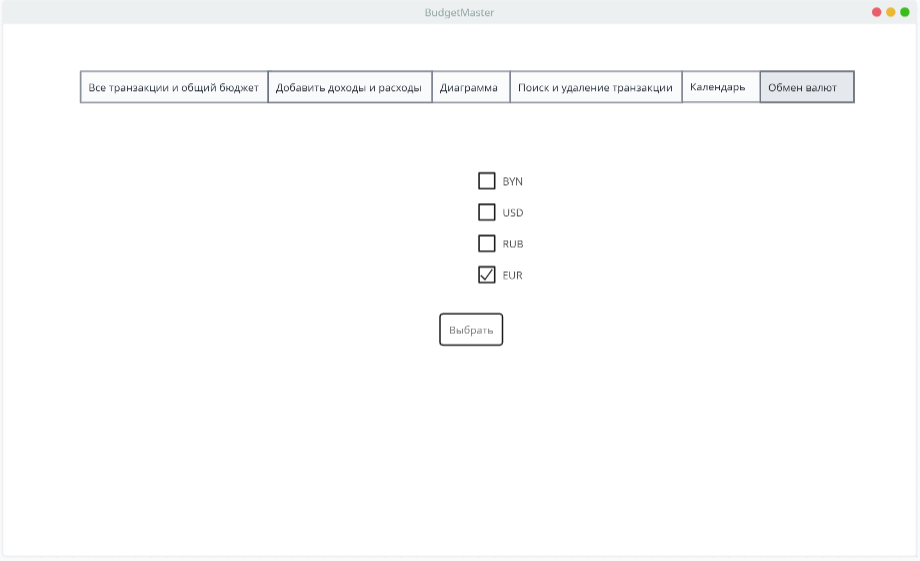 BudgetMaster
Все транзакции и общий бюджет Добавить доходы и расходы Диаграмма Поиск и удаление транзакции Календарь Обмен валют
BYN
USD
RUB
EUR
Выбрать